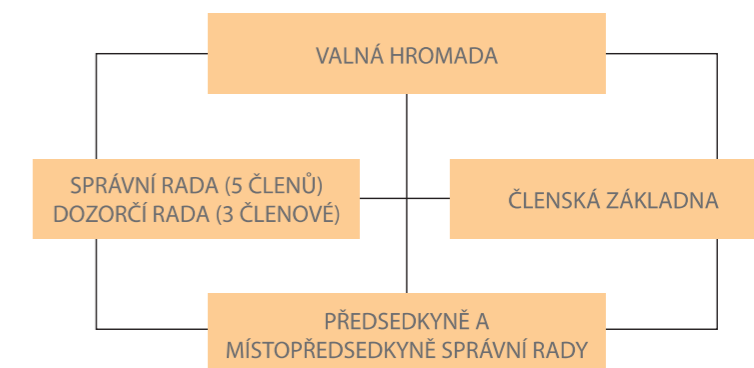 VALNÁ HROMADA
SPRÁVNÍ RADA (5 ČLENŮ)
DOZORČÍ RADA (3 ČLENOVÉ)
ČLENSKÁ ZÁKLADNA
PŘEDSEDKYNĚ A
MÍSTOPŘEDSEDKYNĚ SPRÁVNÍ RADY